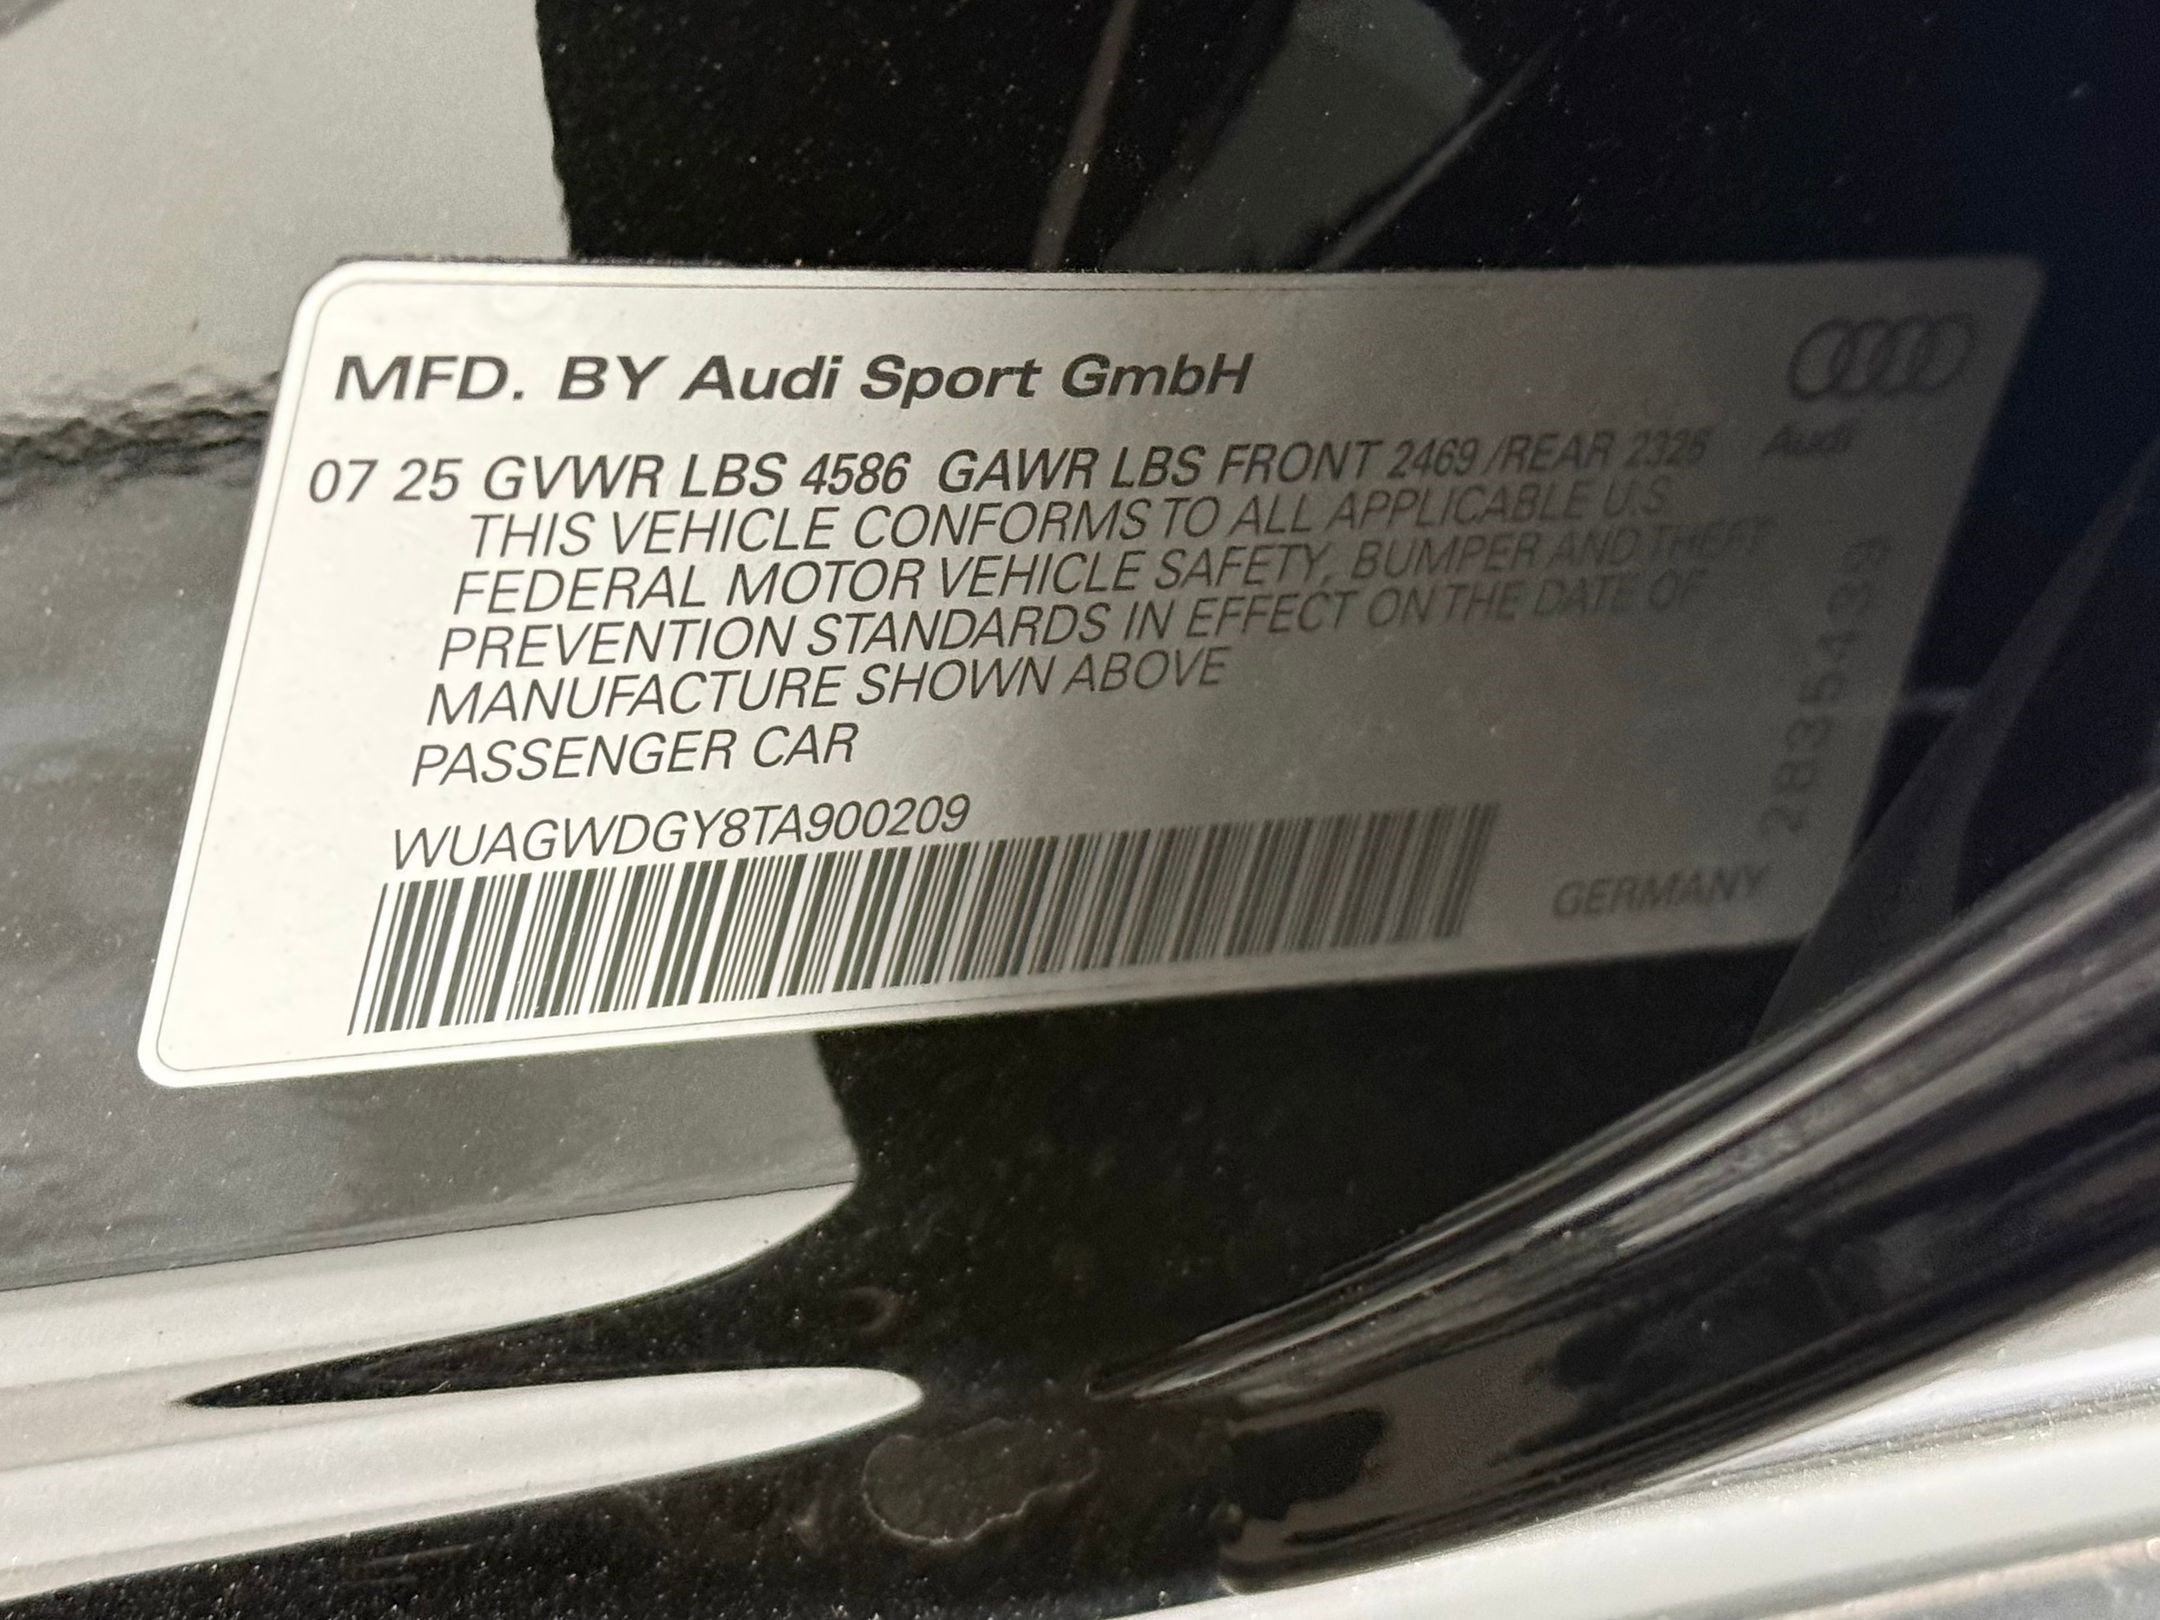 MFD. BY Audi Sport GmbH
07 25 GVWR LBS 4586 GAWR LBS FRONT 2469 /REAR 2326
Audi
THIS VEHICLE CONFORMS TO ALL APPLICABLE U.S.
FEDERAL MOTOR VEHICLE SAFETY, BUMPER AND THEFT
PREVENTION STANDARDS IN EFFECT ON THE DATE OF
MANUFACTURE SHOWN ABOVE
PASSENGER CAR
WUAGWDGY8TA900209
GERMANY
2835439